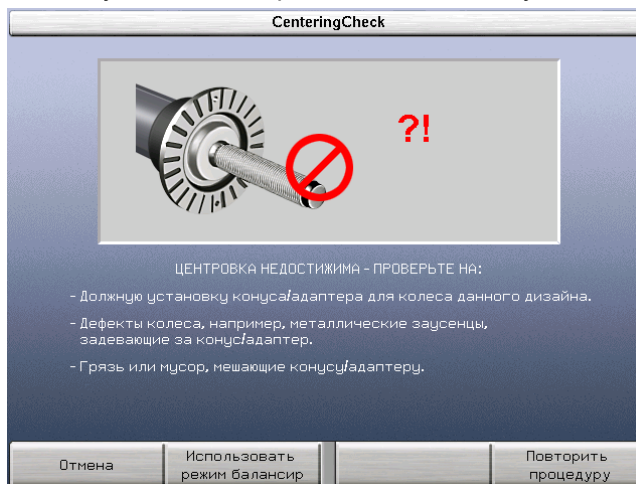 CenteringCheck
?!
ЦЕНТРОВКА НЕДОСТИЖИМА - ПРОВЕРЬТЕ НА:
- Должную установку конуса/адаптера для колеса данного дизайна.
- Дефекты колеса, например, металлические заусенцы,
задевающие за конус/адаптер.
- Грязь или мусор, мешающие конусу/адаптеру.
Отмена
Использовать
режим балансир
Повторить
процедуру